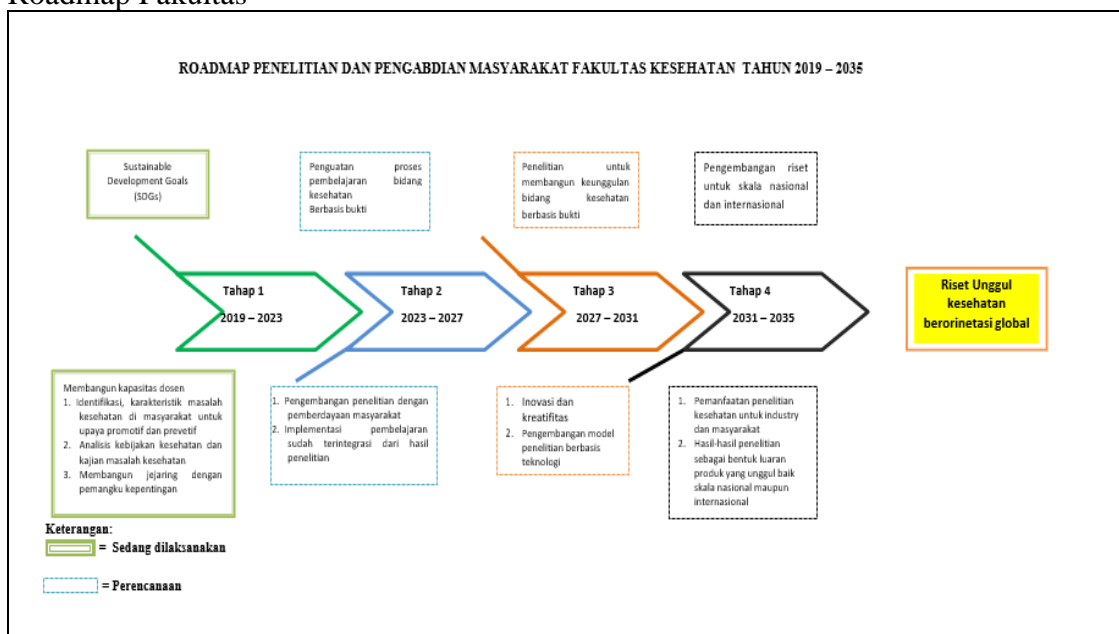 Roadmap Fakultas
ROADMAP PENELITIAN DAN PENGABDIAN MASYARAKAT FAKULTAS KESEHATAN TAHUN 2019 – 2035
Sustainable
Development Goals
(SDGs)
Penguatan proses
pembelajaran bidang
kesehatan
Berbasis bukti
Penelitian untuk
membangun keunggulan
bidang kesehatan
berbasis bukti
Pengembangan riset
untuk skala nasional
dan internasional
Tahap 1
2019 – 2023
Tahap 2
2023 – 2027
Tahap 3
2027 – 2031
Tahap 4
2031 – 2035
Riset Unggul
kesehatan
berorinetasi global
Membangun kapasitas dosen
1. Identifikasi, karakteristik masalah
kesehatan di masyarakat untuk
upaya promotif dan prevetif
2. Analisis kebijakan kesehatan dan
kajian masalah kesehatan
3. Membangun jejaring dengan
pemangku kepentingan
1. Pengembangan penelitian dengan
pemberdayaan masyarakat
2. Implementasi pembelajaran
sudah terintegrasi dari hasil
penelitian
1. Inovasi dan
kreatifitas
2. Pengembangan model
penelitian berbasis
teknologi
1. Pemanfaatan penelitian
kesehatan untuk industry
dan masyarakat
2. Hasil-hasil penelitian
sebagai bentuk luaran
produk yang unggul baik
skala nasional maupun
internasional
Keterangan:
= Sedang dilaksanakan
= Perencanaan